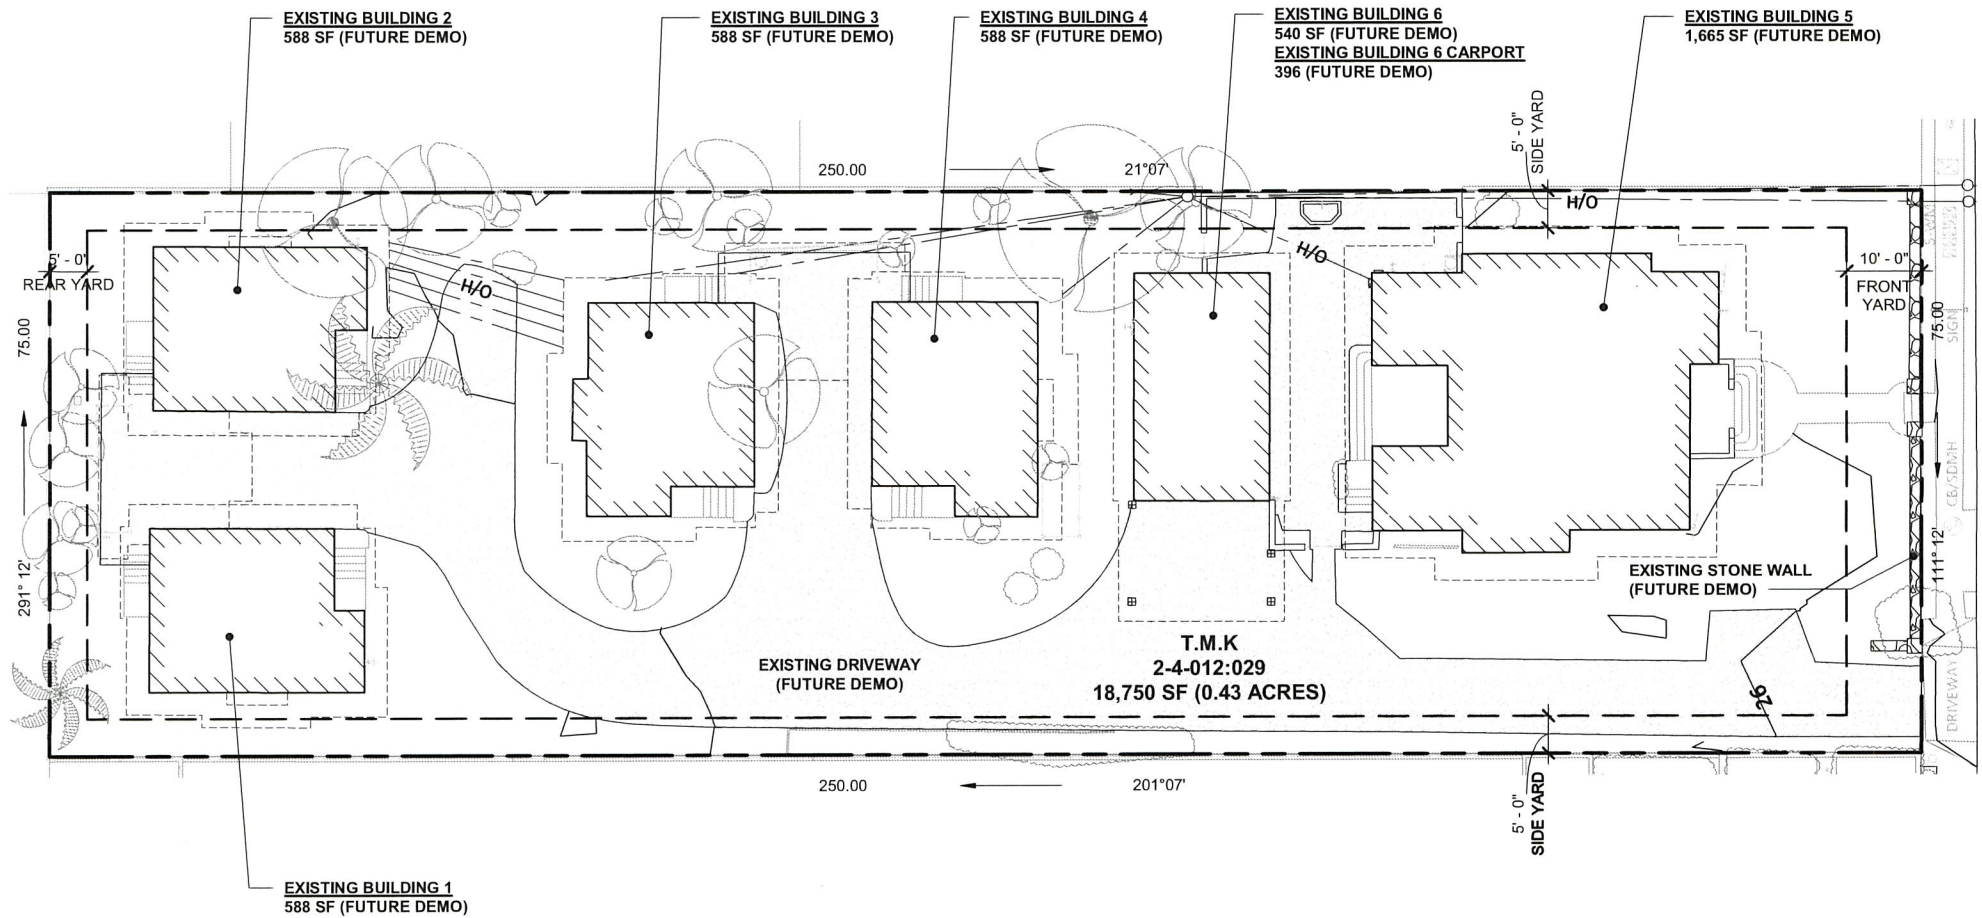 EXISTING BUILDING 2
588 SF (FUTURE DEMO)
EXISTING BUILDING 3
588 SF (FUTURE DEMO)
EXISTING BUILDING 4
588 SF (FUTURE DEMO)
EXISTING BUILDING 6
540 SF (FUTURE DEMO)
EXISTING BUILDING 6 CARPORT
396 (FUTURE DEMO)
EXISTING BUILDING 5
1,665 SF (FUTURE DEMO)
5' - 0"
SIDE YARD
250.00
21°07'
H/O
H/O
H/O
5' - 0"
REAR YARD
10' - 0"
FRONT
YARD
75.00
75.00
SIGN
CB/SDMH
291° 12'
111° 12'
EXISTING STONE WALL
(FUTURE DEMO)
T.M.K
2-4-012:029
18,750 SF (0.43 ACRES)
EXISTING DRIVEWAY
(FUTURE DEMO)
26
DRIVEWAY
250.00
201°07'
5' - 0"
SIDE YARD
EXISTING BUILDING 1
588 SF (FUTURE DEMO)